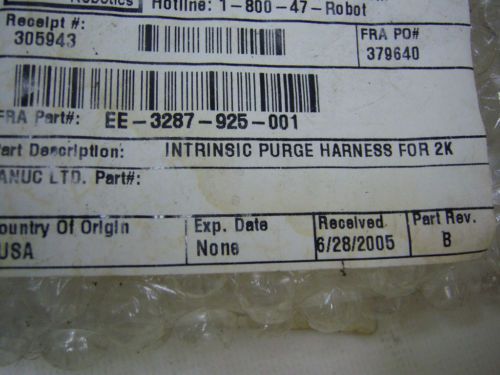 Robotics
Hotline: 1-800-47-Robot
Receipt #:
305943
FRA PO#
379640
FRA Part#: EE-3287-925-001
Part Description: INTRINSIC PURGE HARNESS FOR 2K
ANUC LTD. Part#:
Country Of Origin
USA
Exp. Date
None
Received
6/28/2005
Part Rev.
B